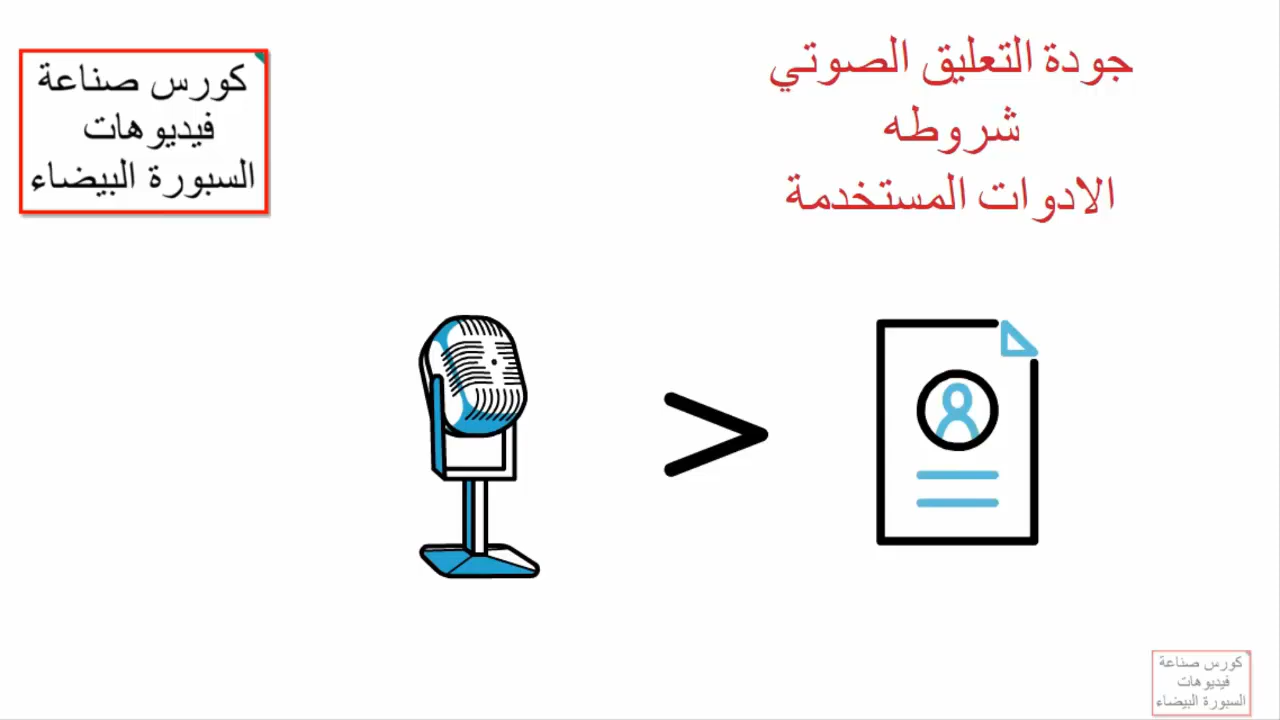 جودة التعليق الصوتي
شروطه
الادوات المستخدمة
كورس صناعة
فيديوهات
السبورة البيضاء
>
كورس صناعة
فيديوهات
السبورة البيضاء